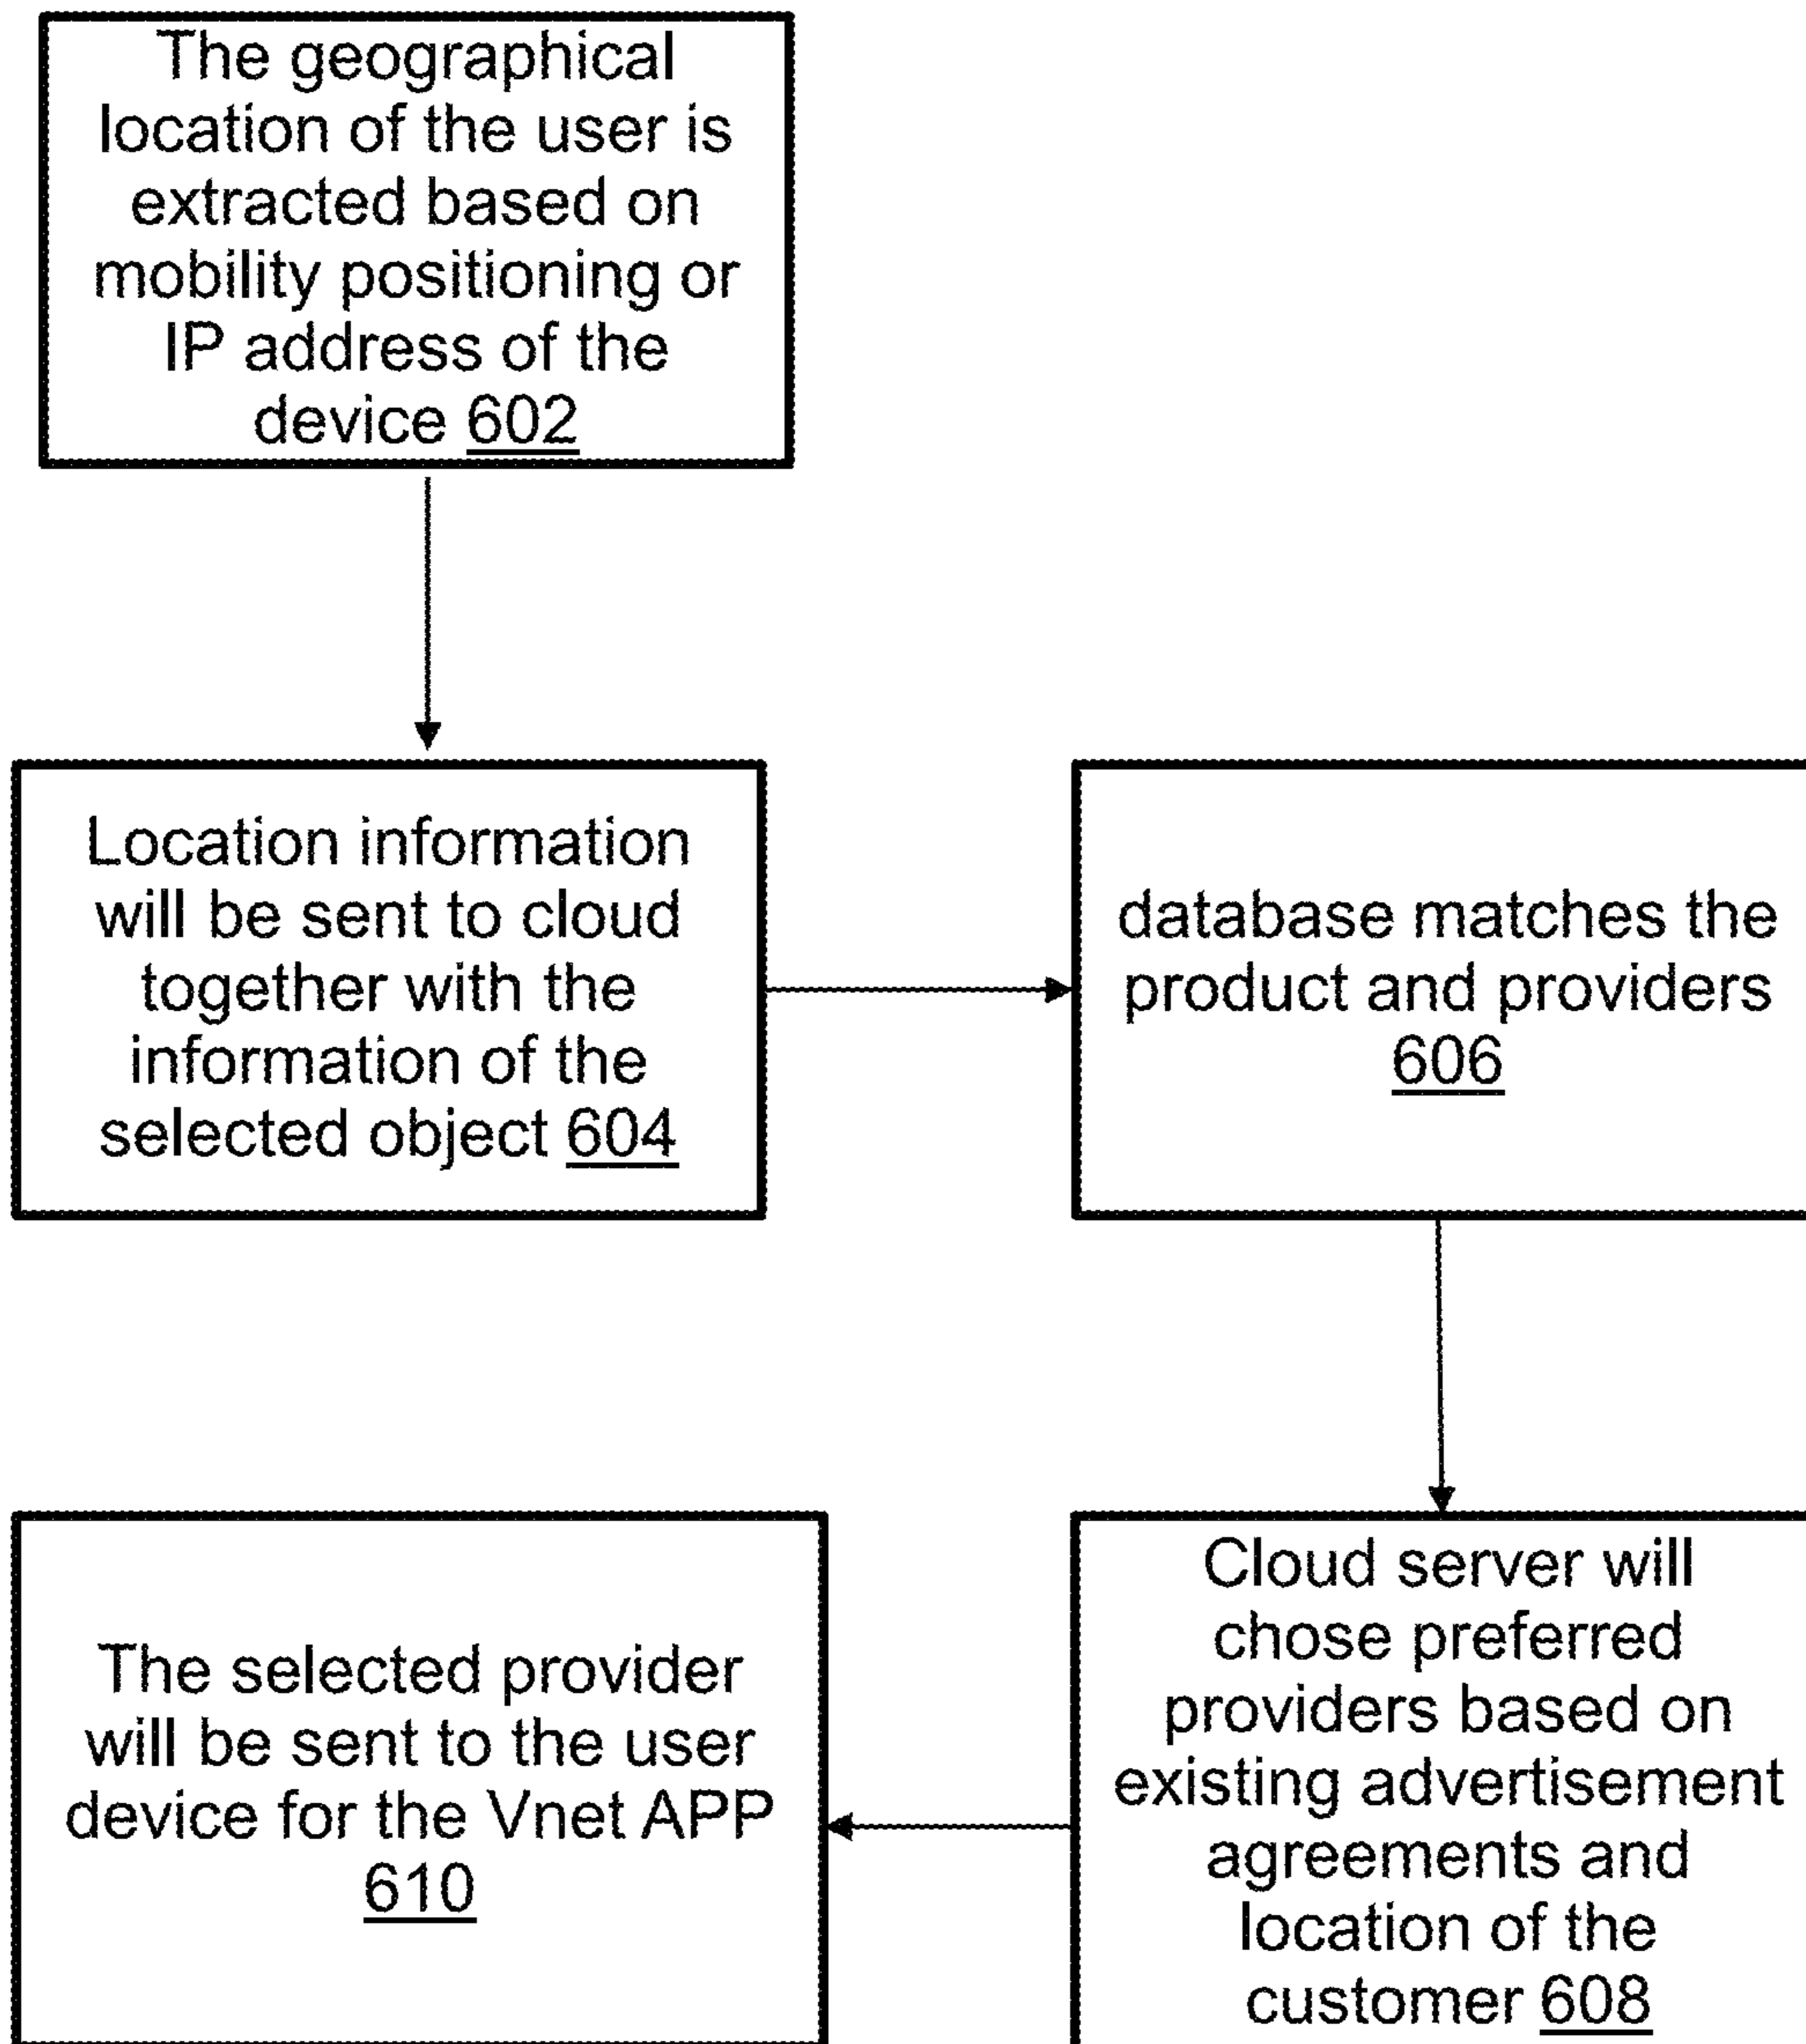 The geographical
location of the user is
extracted based on
mobility positioning or
IP address of the
device 602
Location information
will be sent to cloud
together with the
information of the
selected object 604
database matches the
product and providers
606
Cloud server will
chose preferred
providers based on
existing advertisement
agreements and
location of the
customer 608
The selected provider
will be sent to the user
device for the Vnet APP
610